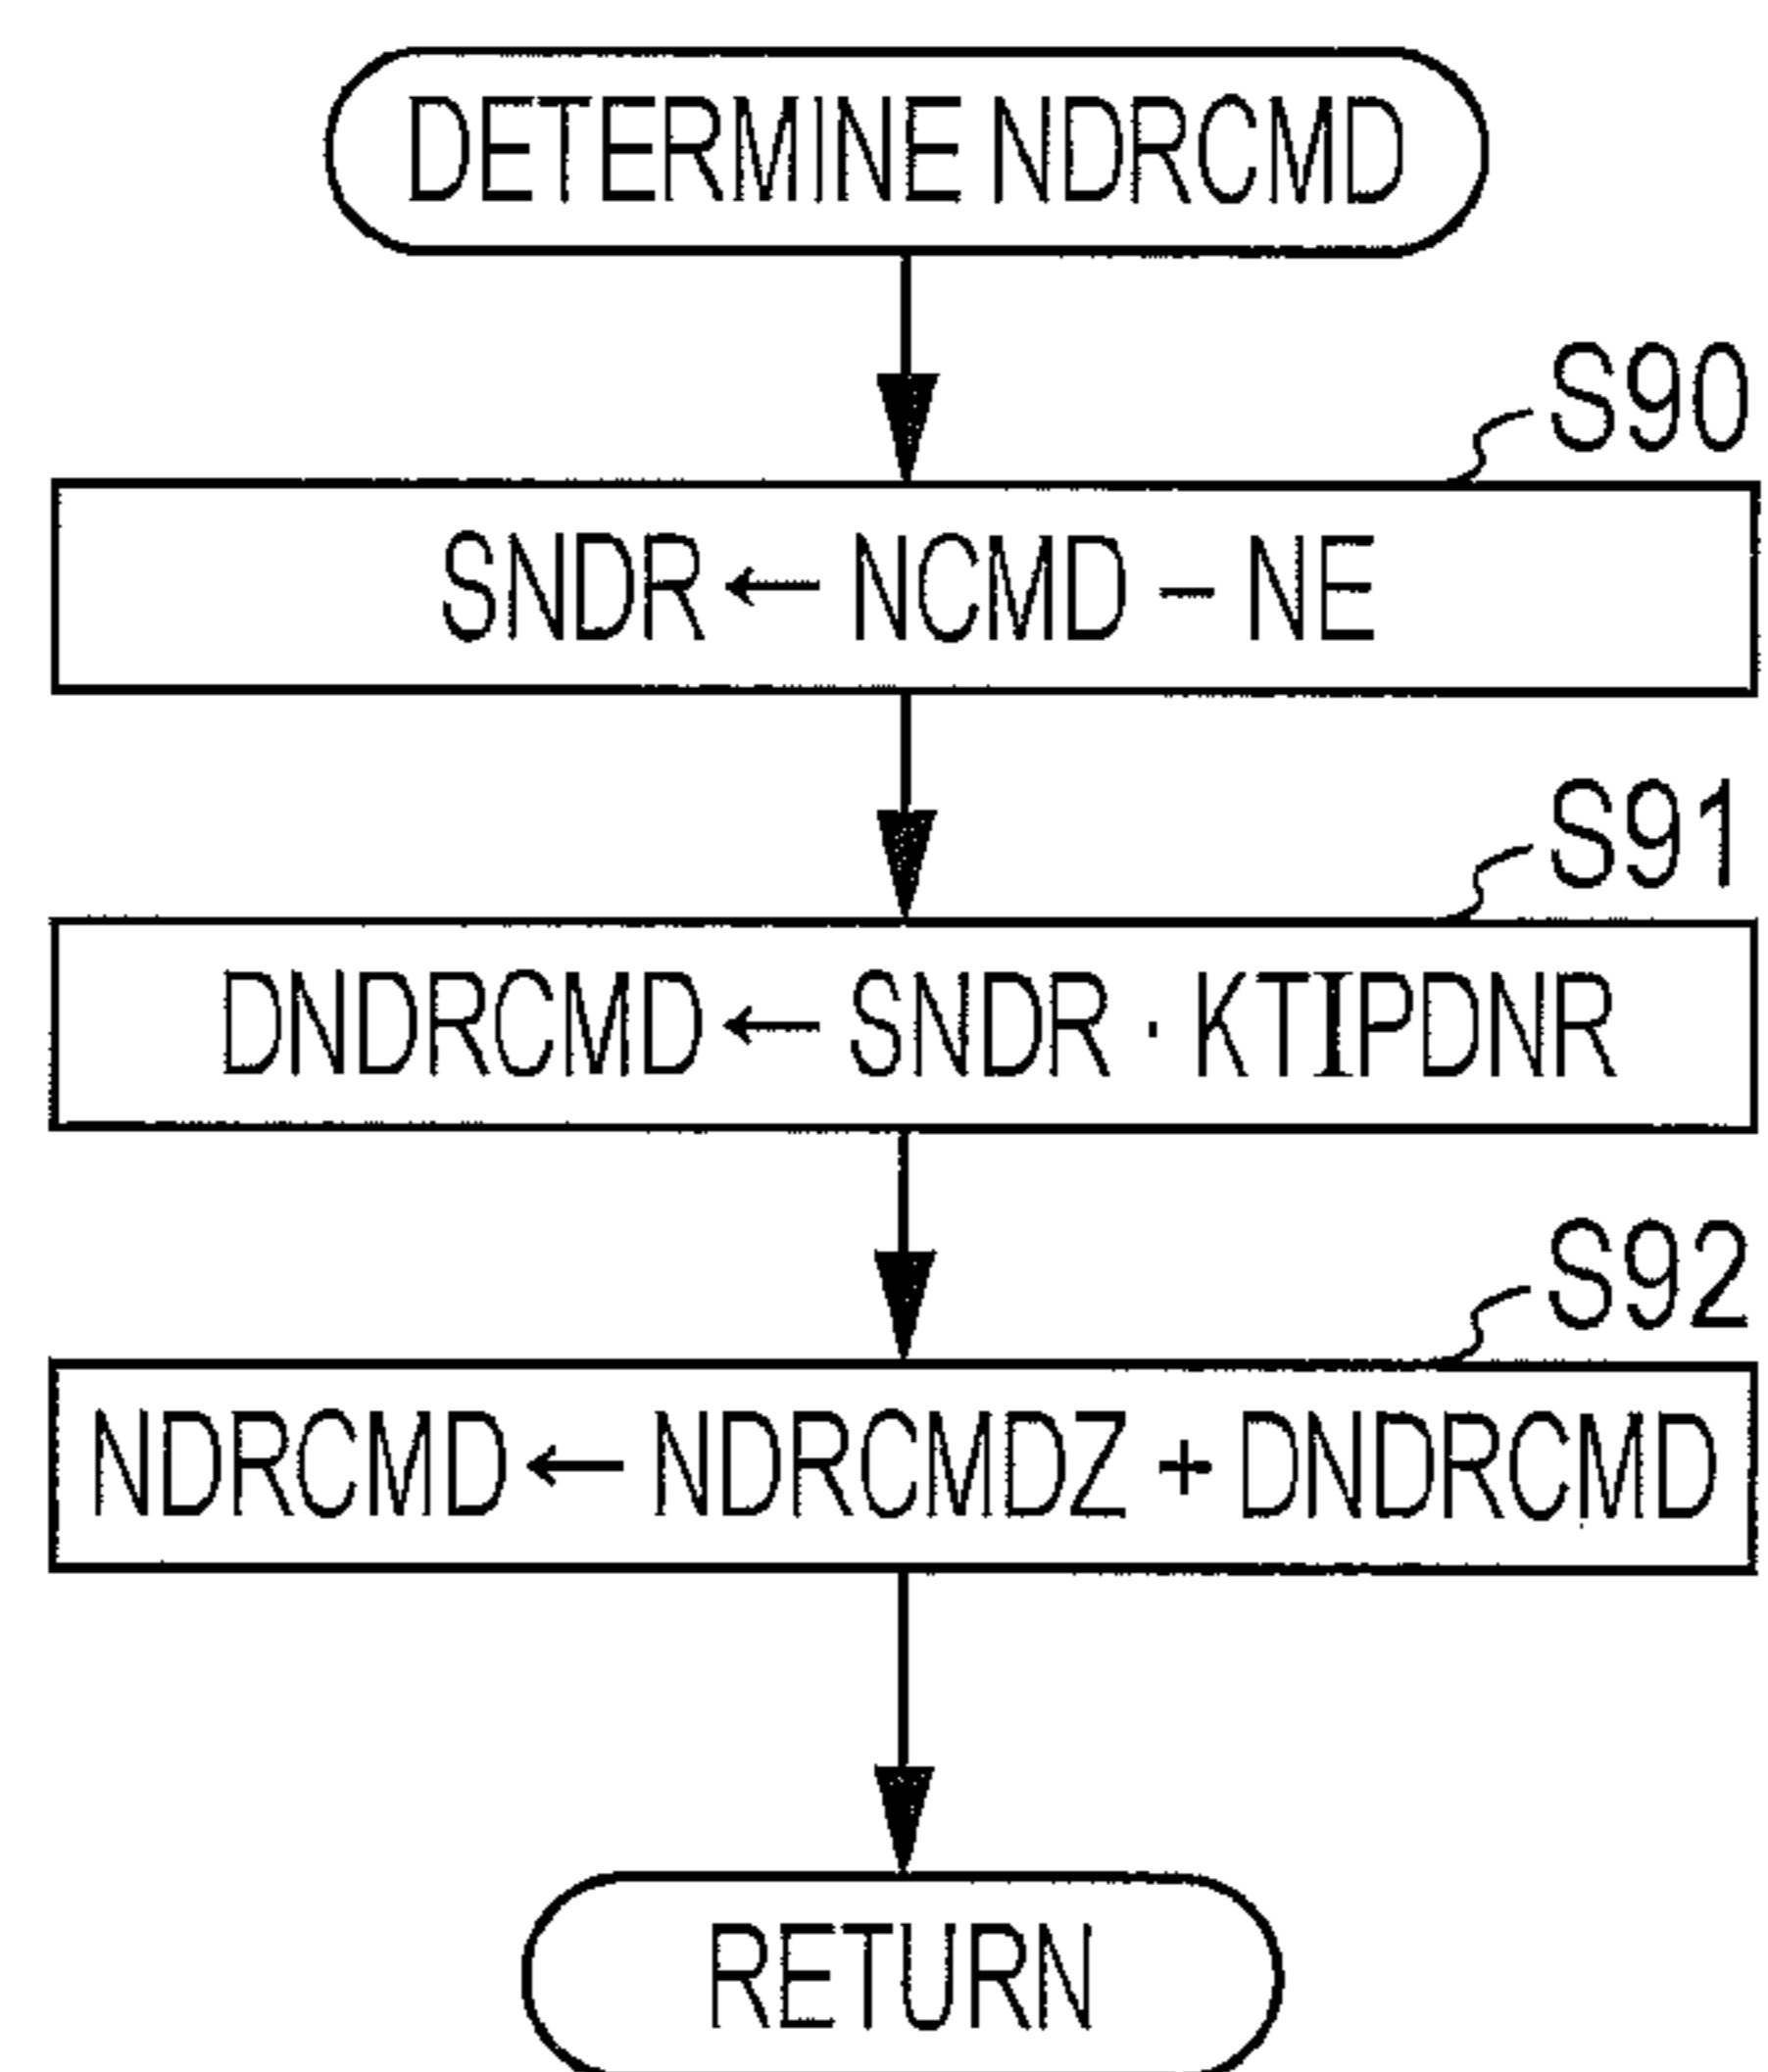 DETERMINE NDRCMD
S90
SNDR ← NCMD - NE
S91
DNDRCMD ← SNDR · KTIPDNR
S92
NDRCMD ← NDRCMDZ + DNDRCMD
RETURN